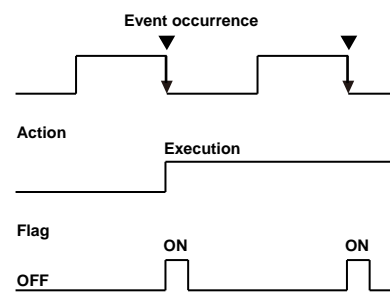 Event occurrence
Action
Execution
Flag
ON ON
OFF